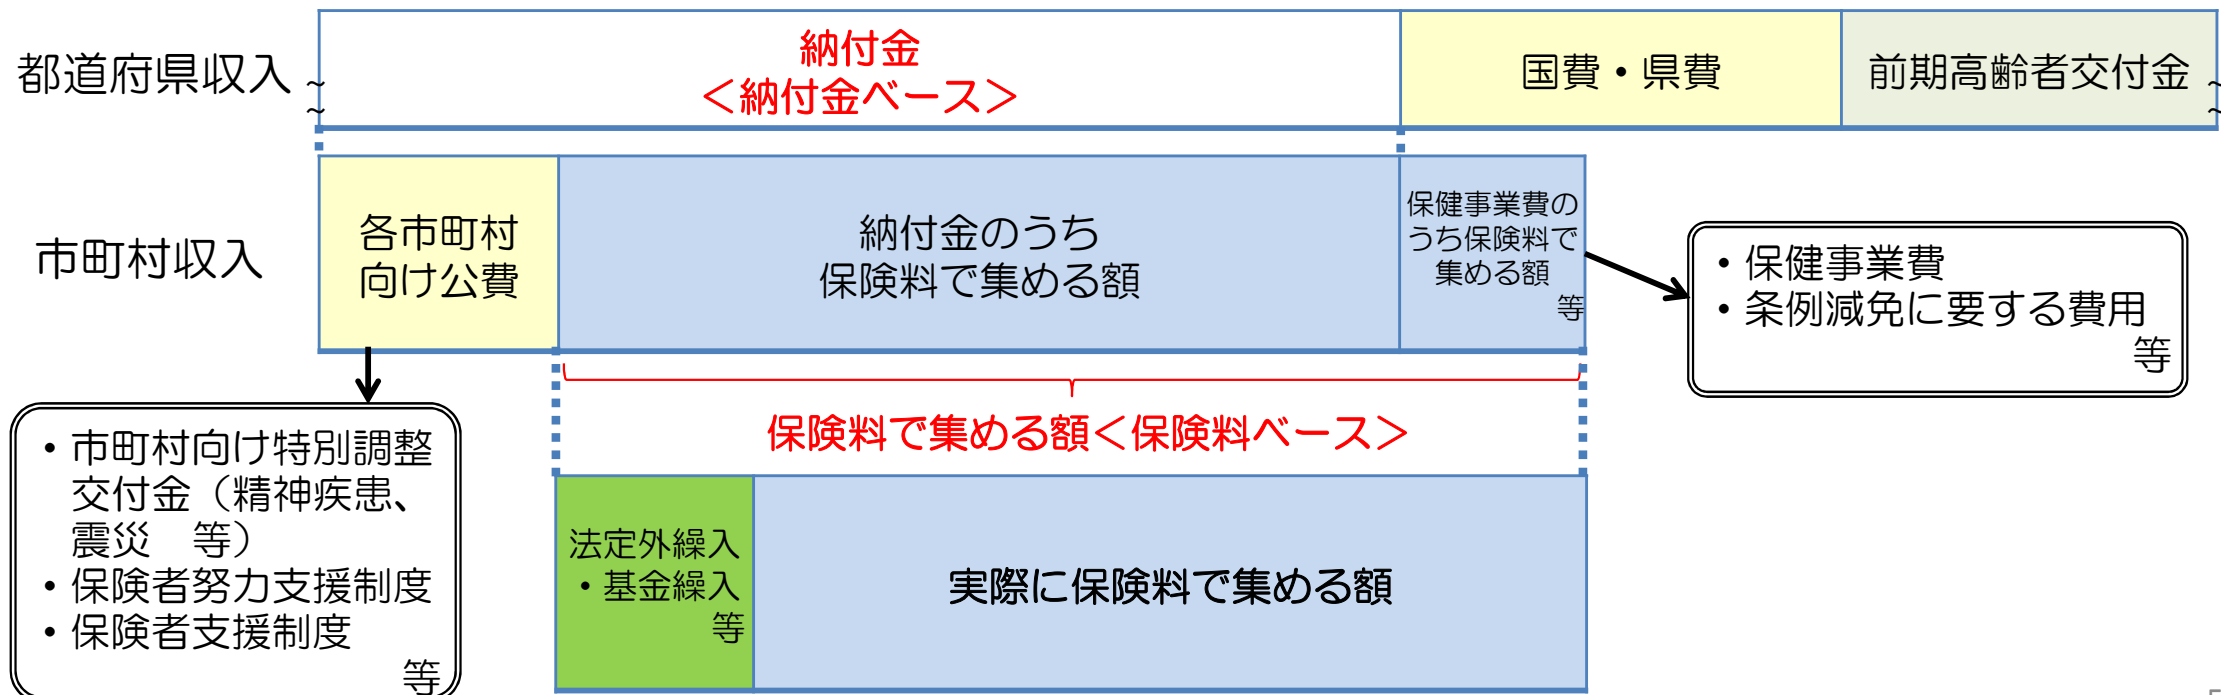 都道府県収入
納付金
＜納付金ベース＞
国費・県費
前期高齢者交付金
～
～
～
～
市町村収入
各市町村
向け公費
納付金のうち
保険料で集める額
保健事業費の
うち保険料で
集める額
等
・保健事業費
・条例減免に要する費用
等
保険料で集める額＜保険料ベース＞
・市町村向け特別調整
交付金（精神疾患、
震災　等）
・保険者努力支援制度
・保険者支援制度
等
法定外繰入
・基金繰入
等
実際に保険料で集める額